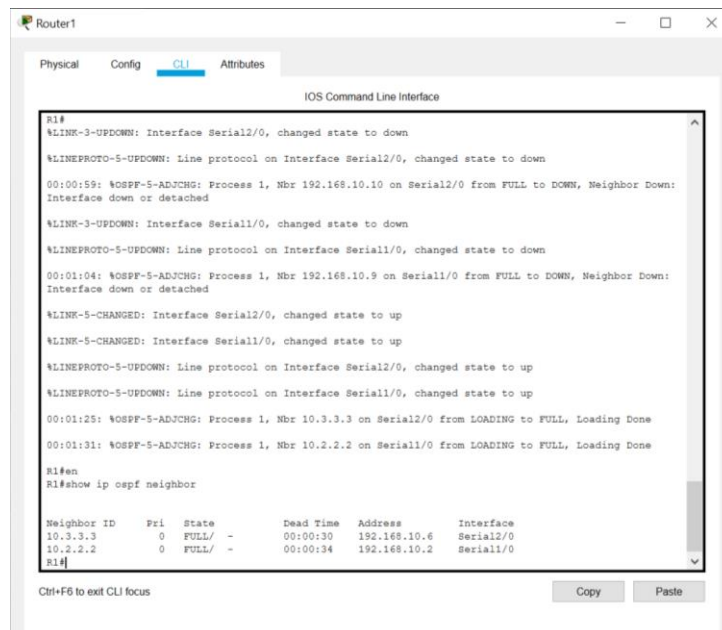 Router1
Physical Config CLI Attributes
IOS Command Line Interface
R1#
%LINK-3-UPDOWN: Interface Serial2/0, changed state to down
%LINEPROTO-5-UPDOWN: Line protocol on Interface Serial2/0, changed state to down
00:00:59: %OSPF-5-ADJCHG: Process 1, Nbr 192.168.10.10 on Serial2/0 from FULL to DOWN, Neighbor Down:
Interface down or detached
%LINK-3-UPDOWN: Interface Serial1/0, changed state to down
%LINEPROTO-5-UPDOWN: Line protocol on Interface Serial1/0, changed state to down
00:01:04: %OSPF-5-ADJCHG: Process 1, Nbr 192.168.10.9 on Serial1/0 from FULL to DOWN, Neighbor Down:
Interface down or detached
%LINK-5-CHANGED: Interface Serial2/0, changed state to up
%LINK-5-CHANGED: Interface Serial1/0, changed state to up
%LINEPROTO-5-UPDOWN: Line protocol on Interface Serial2/0, changed state to up
%LINEPROTO-5-UPDOWN: Line protocol on Interface Serial1/0, changed state to up
00:01:25: %OSPF-5-ADJCHG: Process 1, Nbr 10.3.3.3 on Serial2/0 from LOADING to FULL, Loading Done
00:01:31: %OSPF-5-ADJCHG: Process 1, Nbr 10.2.2.2 on Serial1/0 from LOADING to FULL, Loading Done
R1#en
R1#show ip ospf neighbor
Neighbor ID Pri State Dead Time Address Interface
10.3.3.3 0 FULL/ - 00:00:30 192.168.10.6 Serial2/0
10.2.2.2 0 FULL/ - 00:00:34 192.168.10.2 Serial1/0
R1#
Ctrl+F6 to exit CLI focus Copy Paste